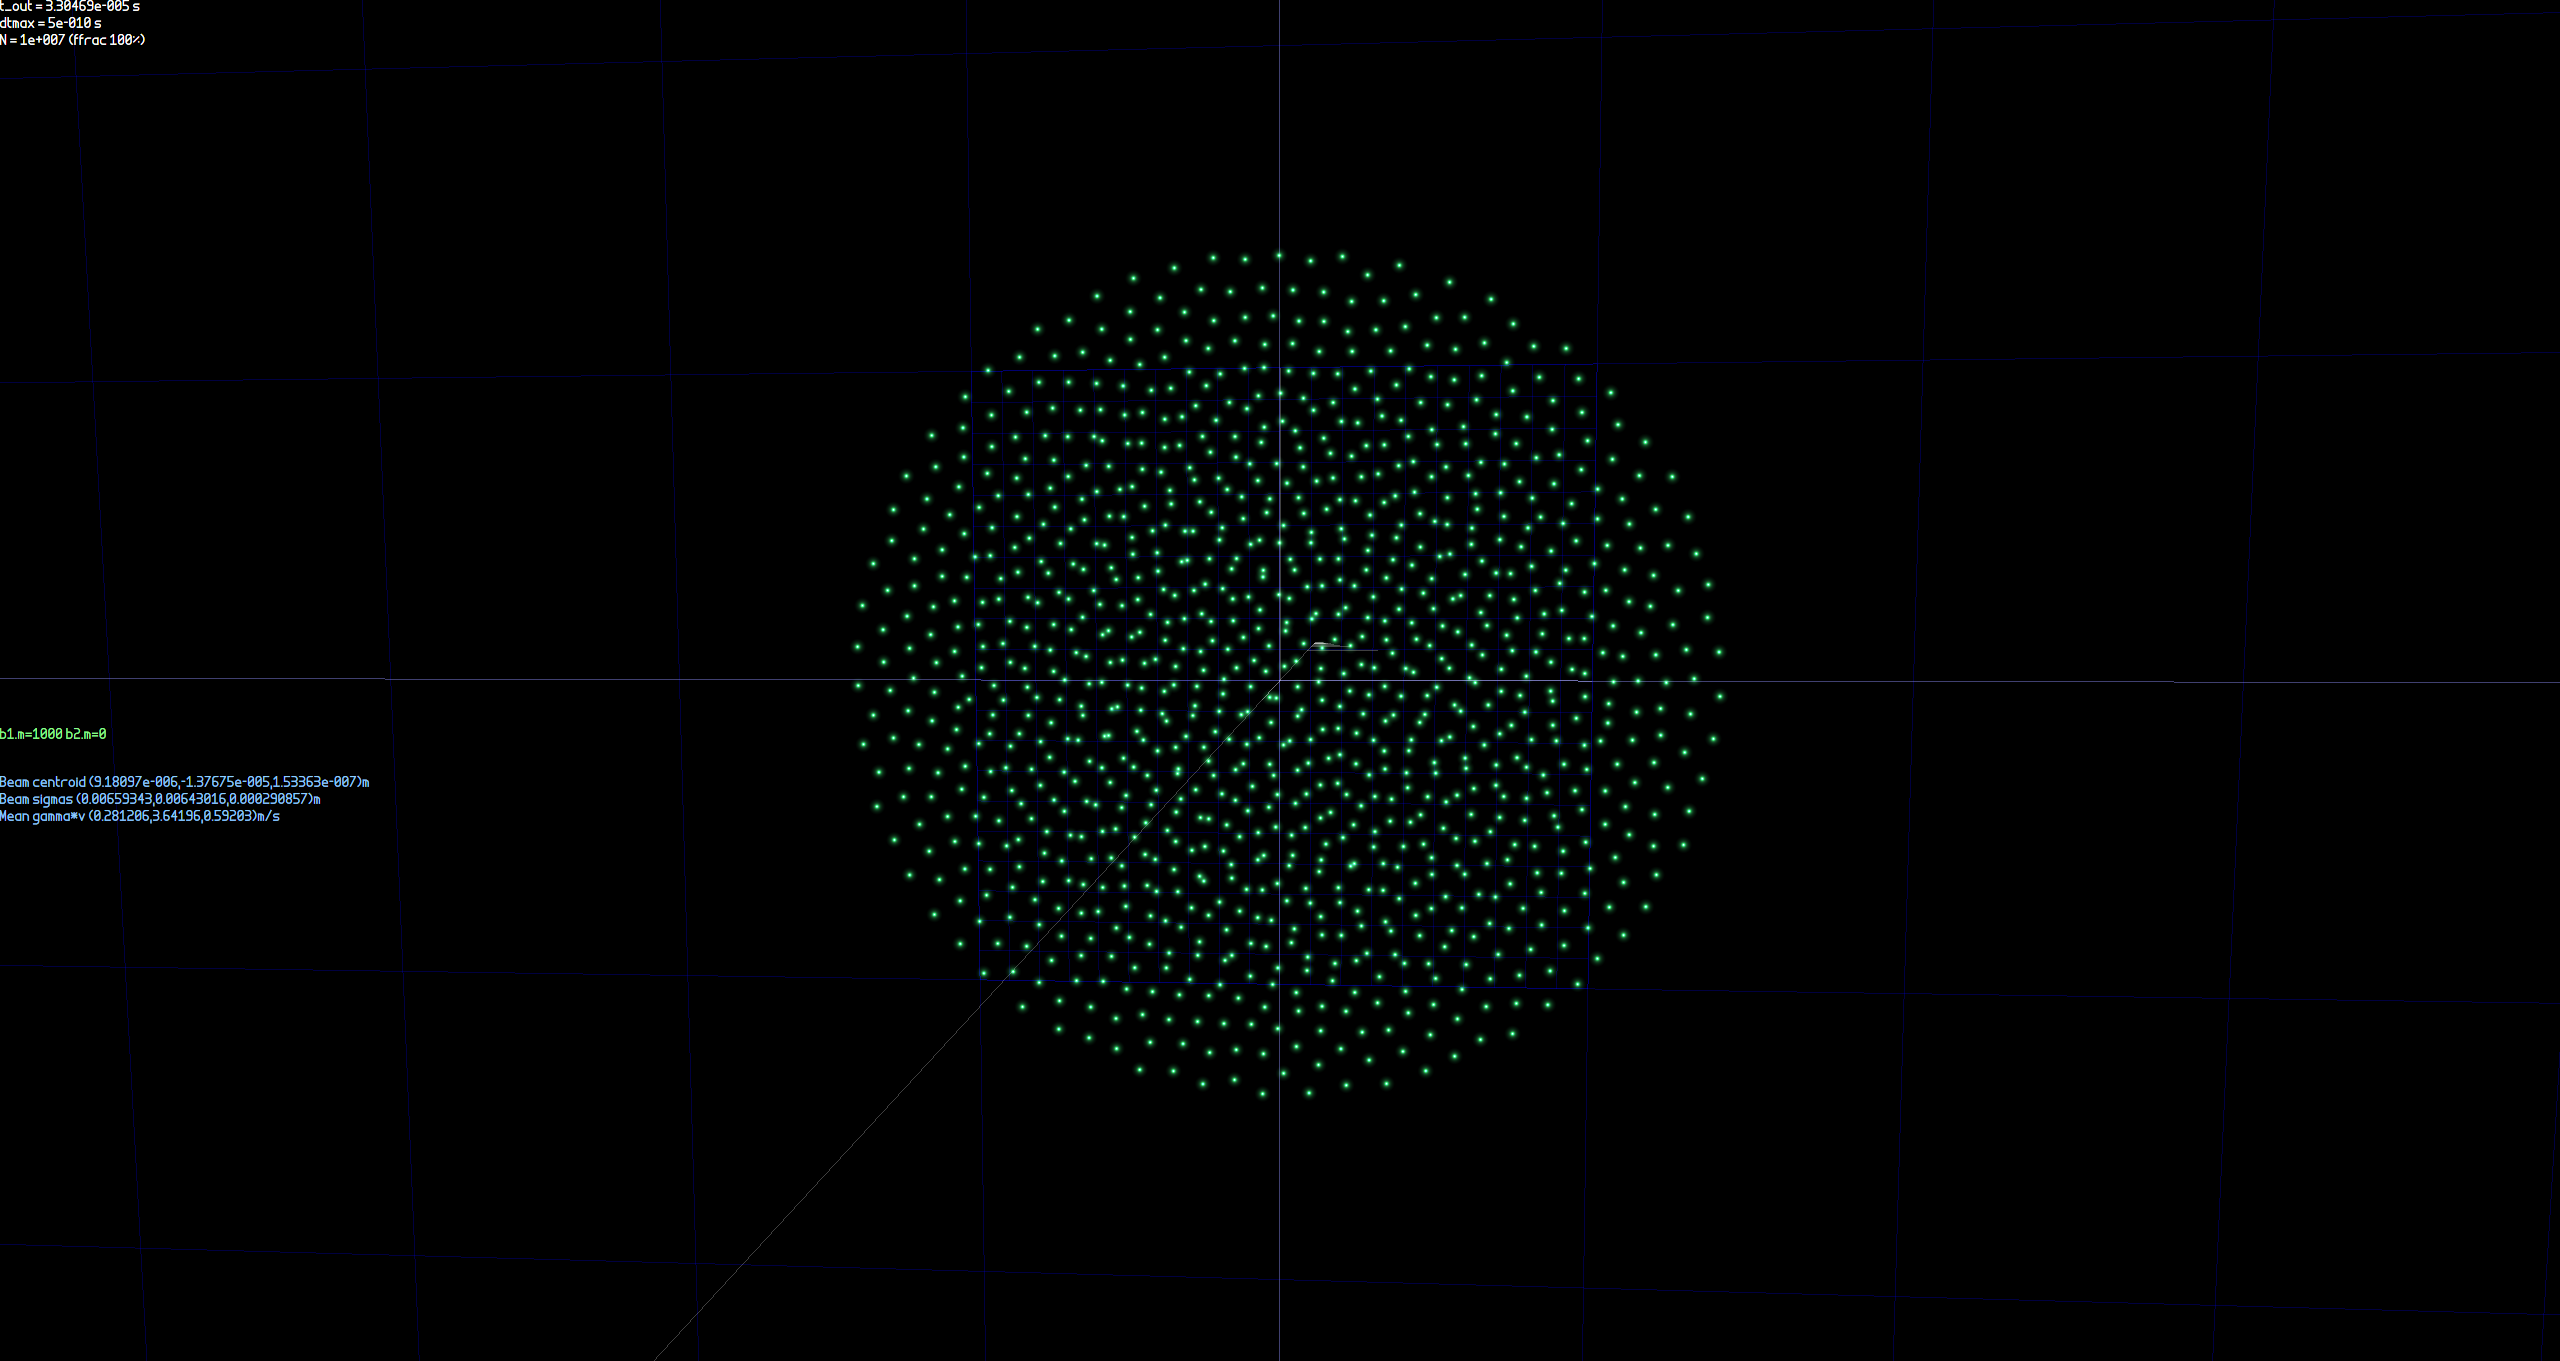 t_out = 3.30469e-005 s
dtmax = 5e-010 s
N = 1e+007 (ffrac 100%)
b1.m=1000 b2.m=0
Beam centroid (9.18097e-006,-1.37675e-005,1.53363e-007)m
Beam sigmas (0.00659343,0.00643016,0.000290857)m
Mean gamma*v (0.281206,3.64196,0.59203)m/s